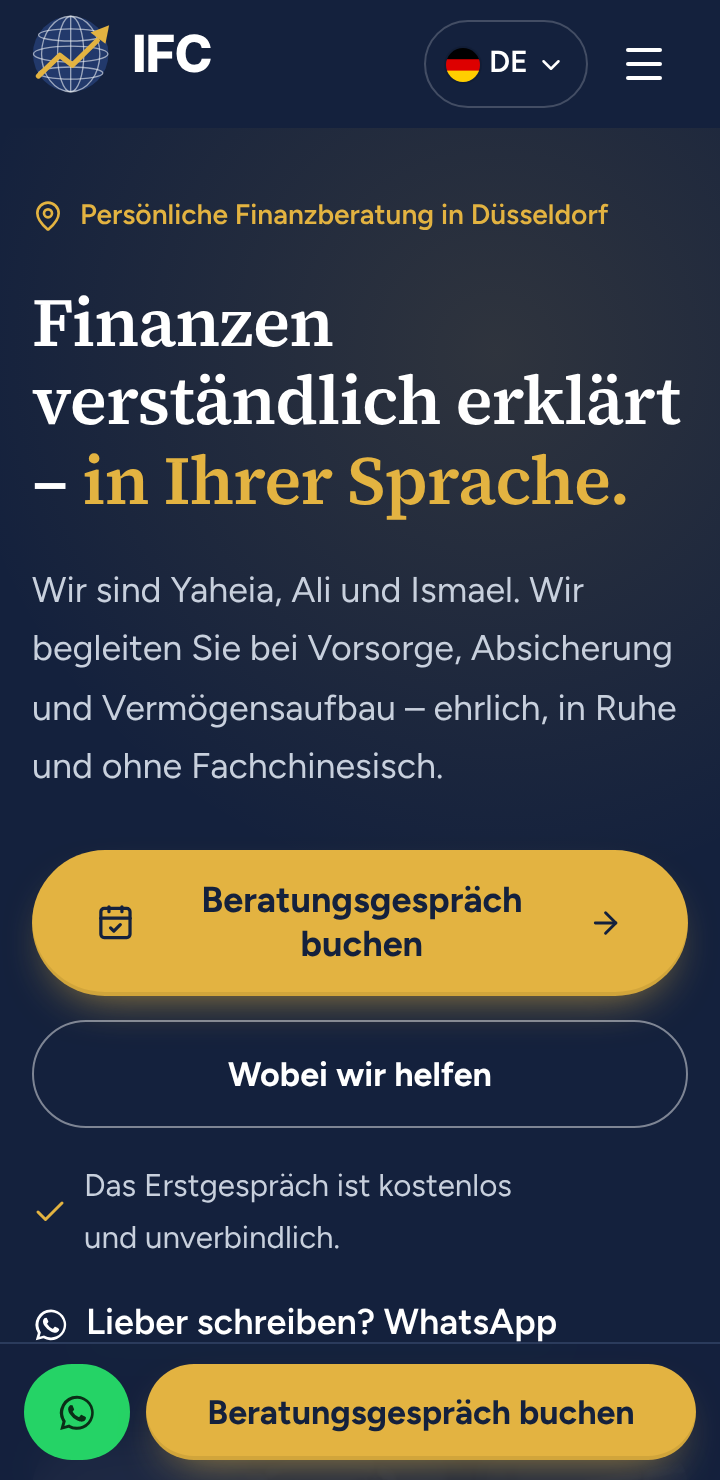 IFC
DE
Persönliche Finanzberatung in Düsseldorf
Finanzen
verständlich erklärt
– in Ihrer Sprache.
Wir sind Yaheia, Ali und Ismael. Wir
begleiten Sie bei Vorsorge, Absicherung
und Vermögensaufbau – ehrlich, in Ruhe
und ohne Fachchinesisch.
Beratungsgespräch
buchen
Wobei wir helfen
Das Erstgespräch ist kostenlos
und unverbindlich.
Lieber schreiben? WhatsApp
Beratungsgespräch buchen